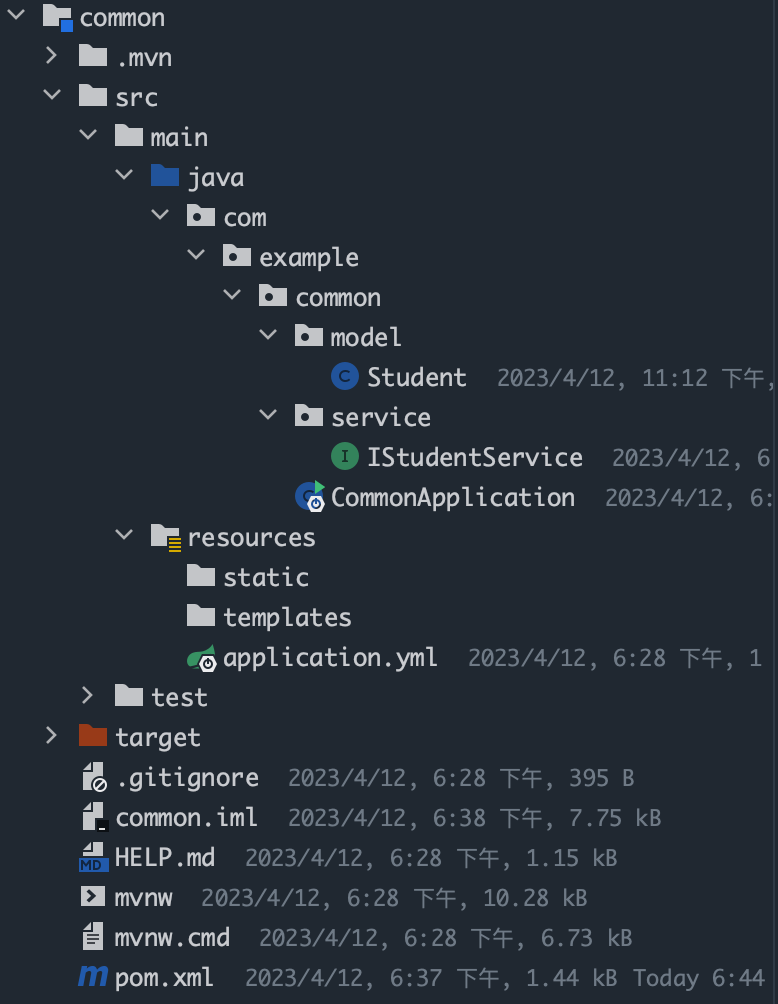 common
.mvn
src
main
java
com
example
common
model
Student 2023/4/12, 11:12 下午,
service
IStudentService 2023/4/12, 6
CommonApplication 2023/4/12, 6:
resources
static
templates
application.yml 2023/4/12, 6:28 下午, 1
test
target
.gitignore 2023/4/12, 6:28 下午, 395 B
common.iml 2023/4/12, 6:38 下午, 7.75 kB
HELP.md 2023/4/12, 6:28 下午, 1.15 kB
mvnw 2023/4/12, 6:28 下午, 10.28 kB
mvnw.cmd 2023/4/12, 6:28 下午, 6.73 kB
pom.xml 2023/4/12, 6:37 下午, 1.44 kB Today 6:44